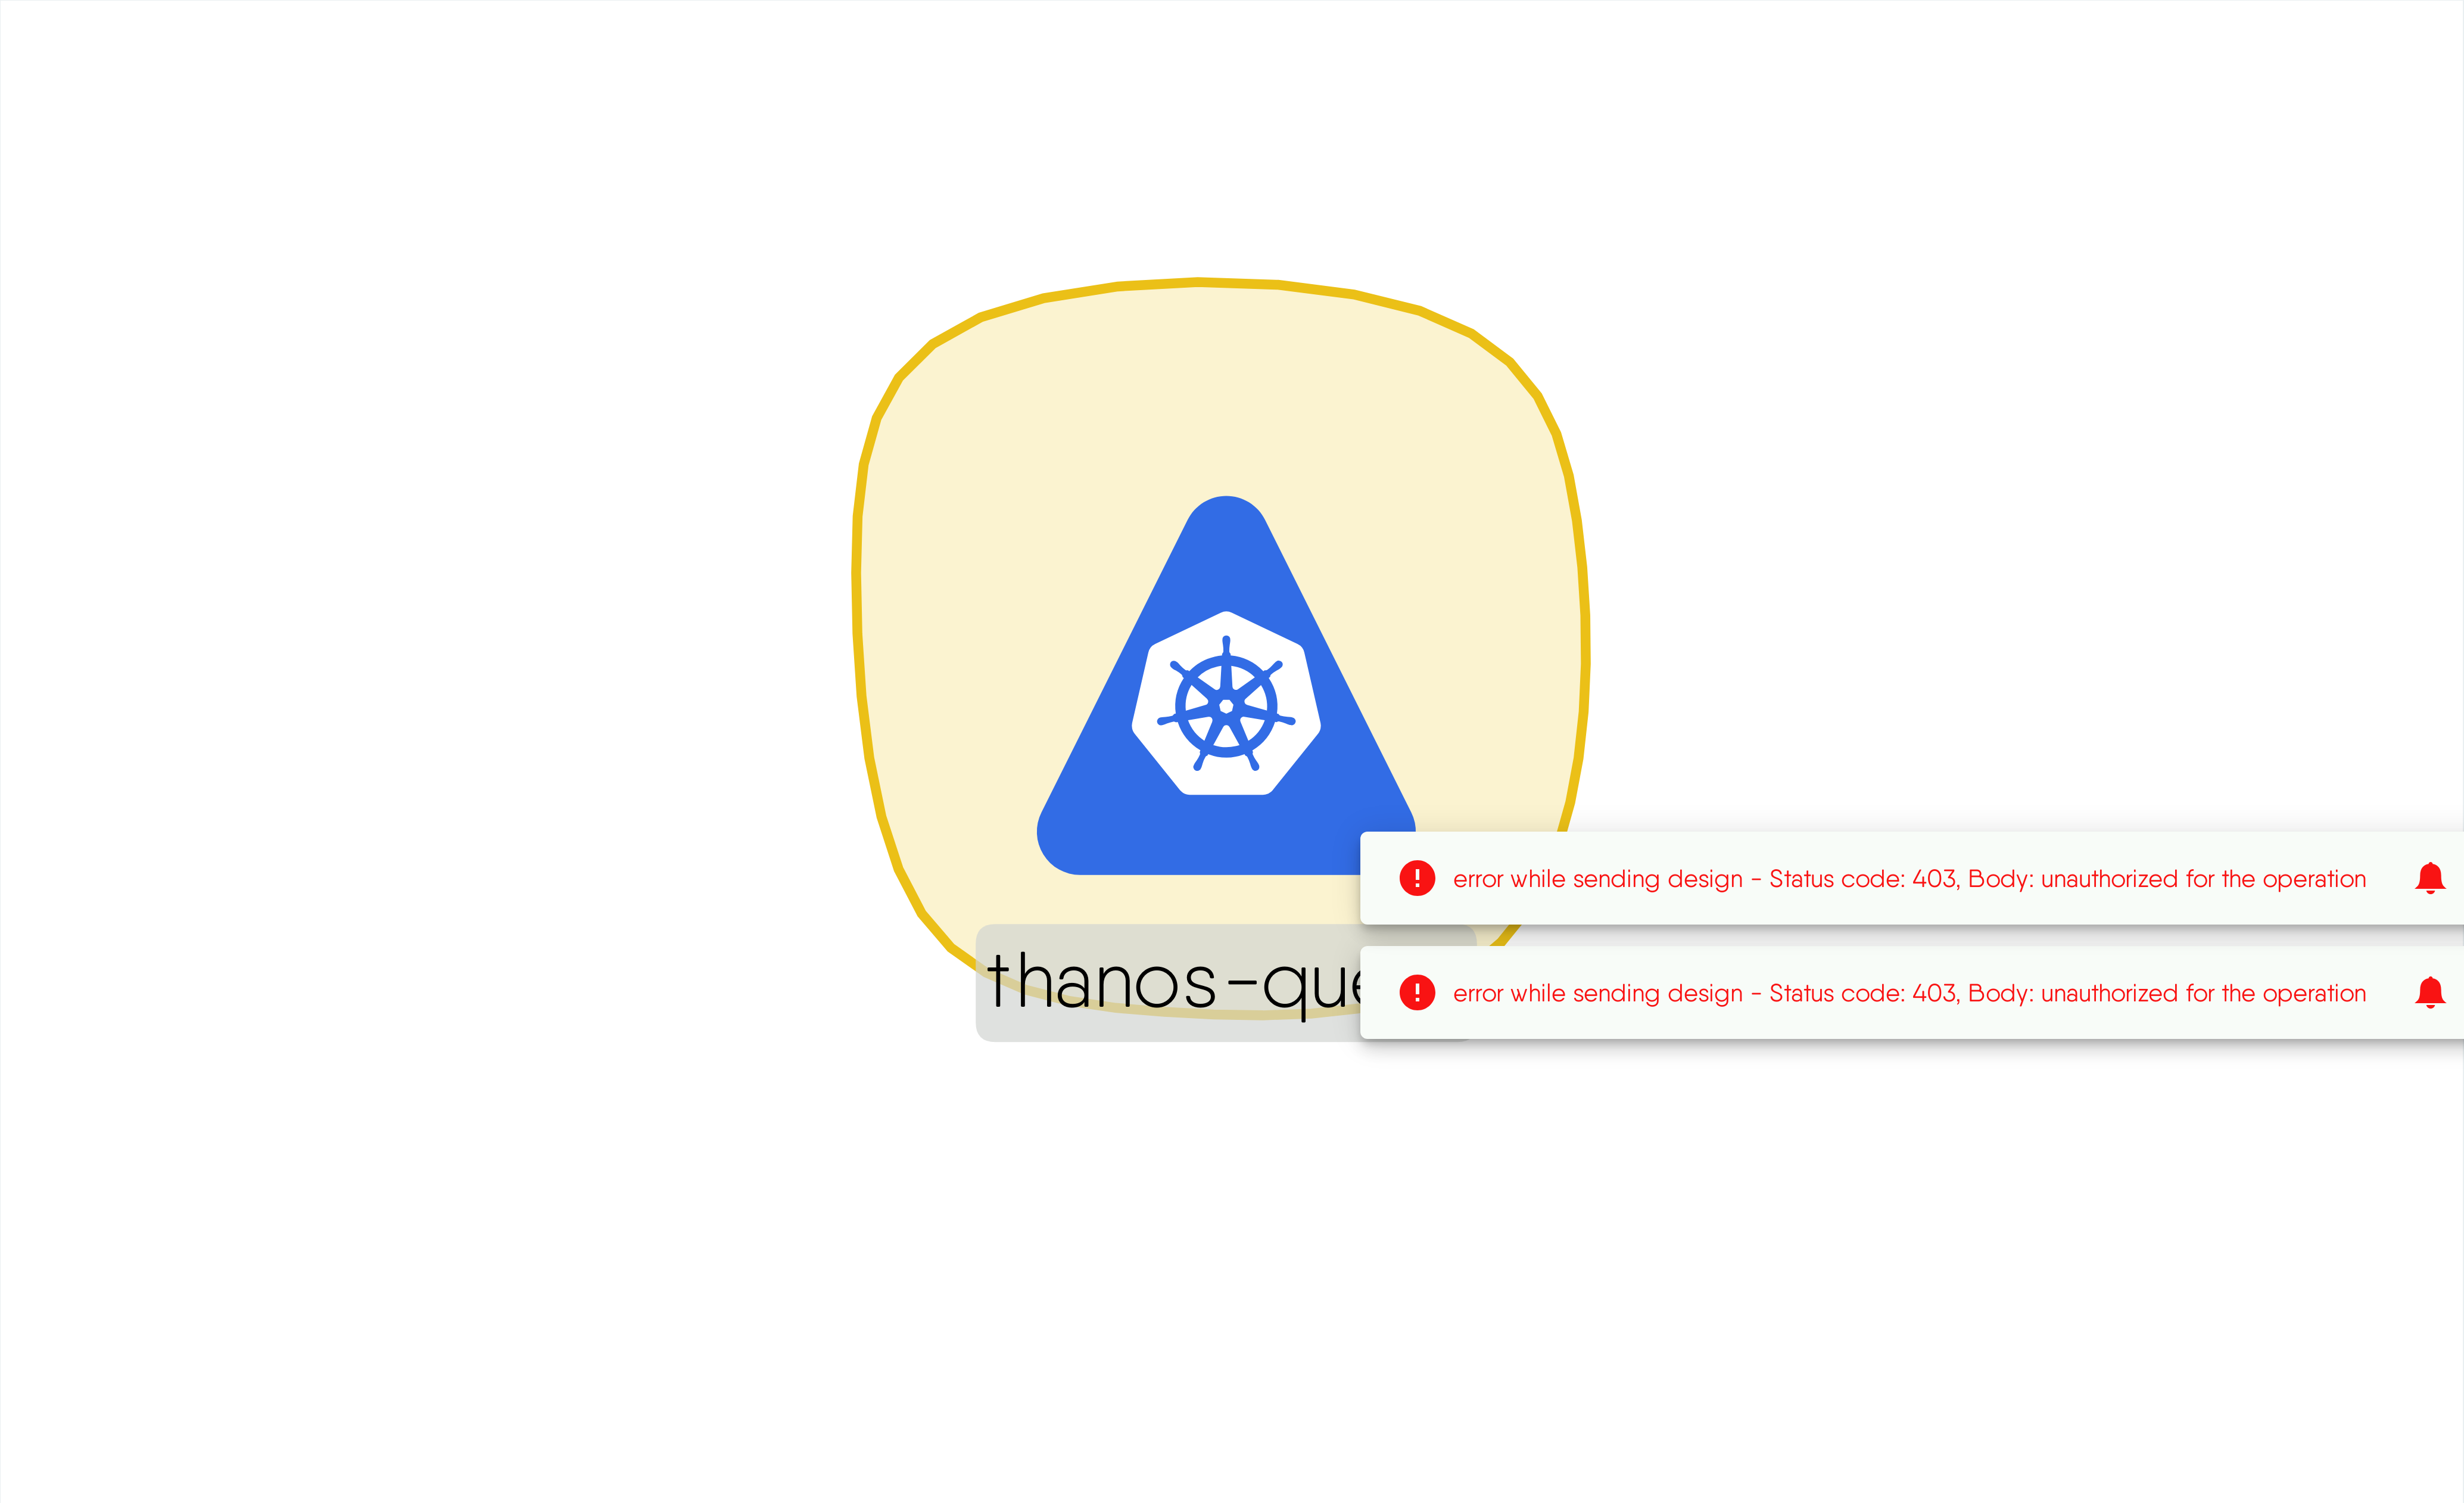 error while sending design - Status code: 403, Body: unauthorized for the operation
thanos-que
error while sending design - Status code: 403, Body: unauthorized for the operation